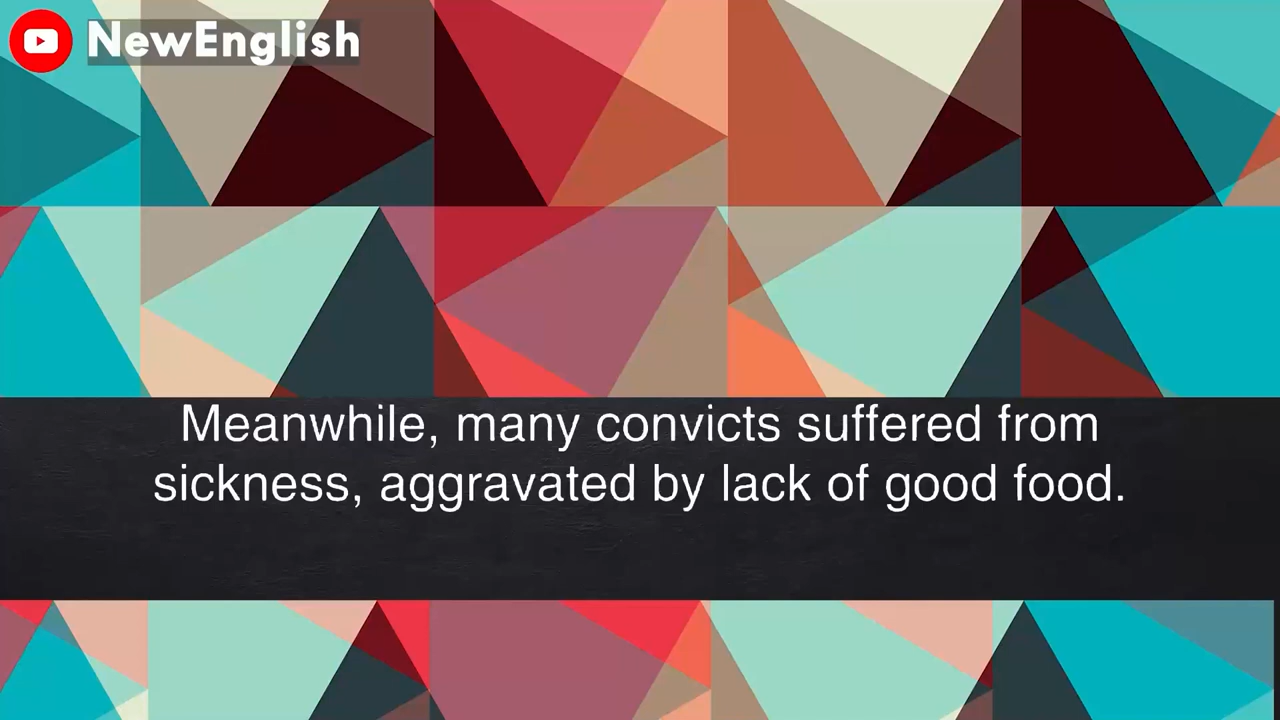 NewEnglish
Meanwhile, many convicts suffered from
sickness, aggravated by lack of good food.